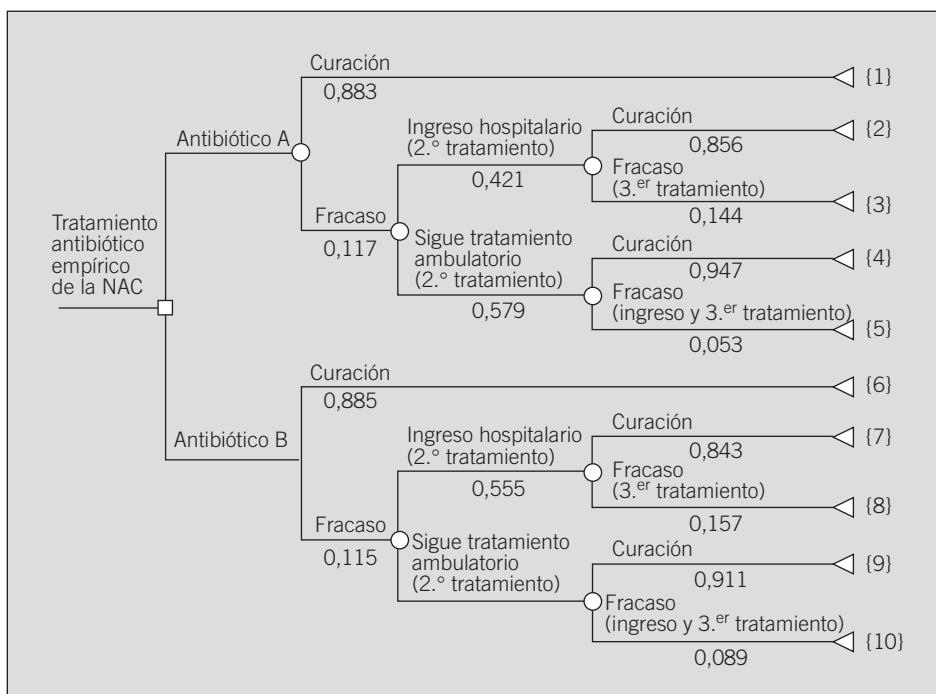 Curación
0,883
{1}
Antibiótico A
Ingreso hospitalario
(2.º tratamiento)
0,421
Curación
0,856
{2}
Fracaso
(3.er tratamiento)
0,144
{3}
Fracaso
0,117
Sigue tratamiento
ambulatorio
(2.º tratamiento)
0,579
Curación
0,947
{4}
Fracaso
(ingreso y 3.er tratamiento)
0,053
{5}
Tratamiento
antibiótico
empírico
de la NAC
Curación
0,885
{6}
Antibiótico B
Ingreso hospitalario
(2.º tratamiento)
0,555
Curación
0,843
{7}
Fracaso
(3.er tratamiento)
0,157
{8}
Fracaso
0,115
Sigue tratamiento
ambulatorio
(2.º tratamiento)
Curación
0,911
{9}
Fracaso
(ingreso y 3.er tratamiento)
0,089
{10}